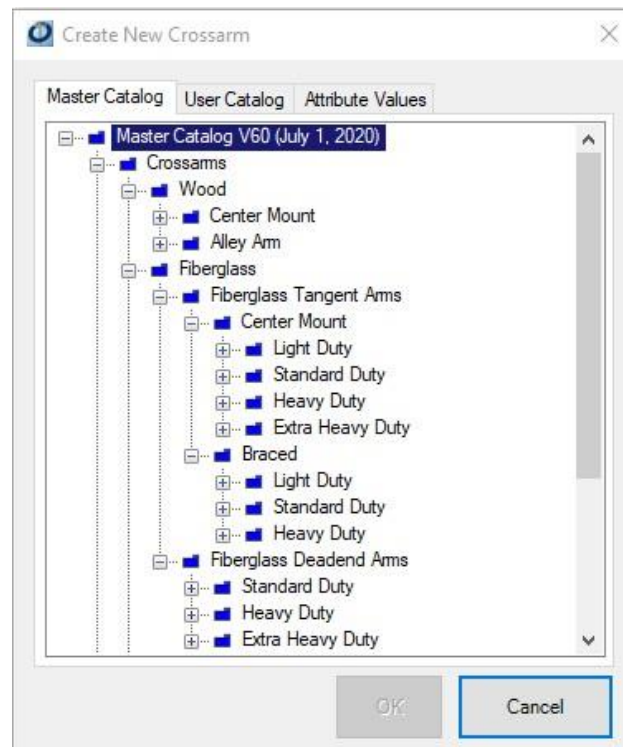 Create New Crossarm
Master Catalog User Catalog Attribute Values
Master Catalog V60 (July 1, 2020)
Crossarms
Wood
Center Mount
Alley Arm
Fiberglass
Fiberglass Tangent Arms
Center Mount
Light Duty
Standard Duty
Heavy Duty
Extra Heavy Duty
Braced
Light Duty
Standard Duty
Heavy Duty
Fiberglass Deadend Arms
Standard Duty
Heavy Duty
Extra Heavy Duty
OK Cancel